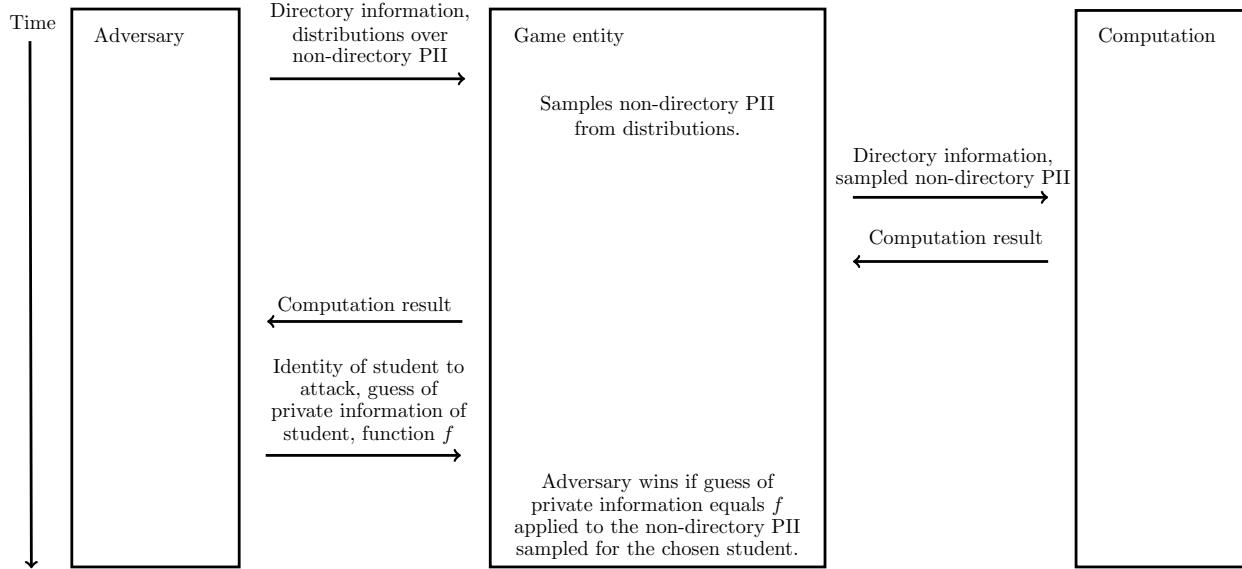 Time
Adversary
Directory information,
distributions over
non-directory PII
Game entity
Computation
Samples non-directory PII
from distributions.
Directory information,
sampled non-directory PII
Computation result
Computation result
Identity of student to
attack, guess of
private information of
student, function f
Adversary wins if guess of
private information equals f
applied to the non-directory PII
sampled for the chosen student.